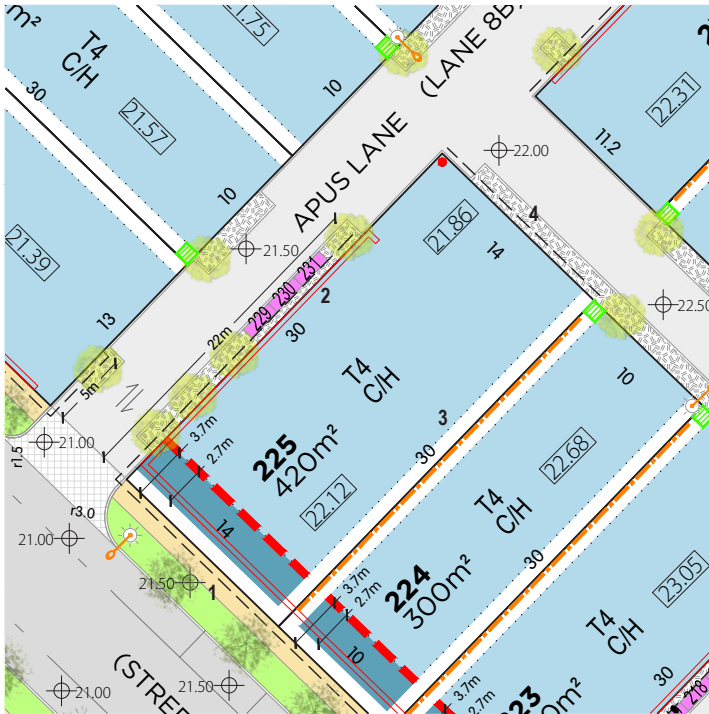 m²
T4
C/H
30
21.57
21.75
10
10
APUS LANE
(LANE 8B)
22.31
11.2
22.00
4
21.86
14
21.50
21.39
13
229
230
231
2
30
22m
5m
22.50
T4
C/H
10
21.00
r1.5
3
30
3.7m
2.7m
225
420m²
22.12
22.68
T4
C/H
r3.0
21.00
14
21.50
1
30
3.7m
2.7m
224
300m²
23.05
T4
C/H
10
(STREE
21.00
21.50
3.7m
2.7m
30
218